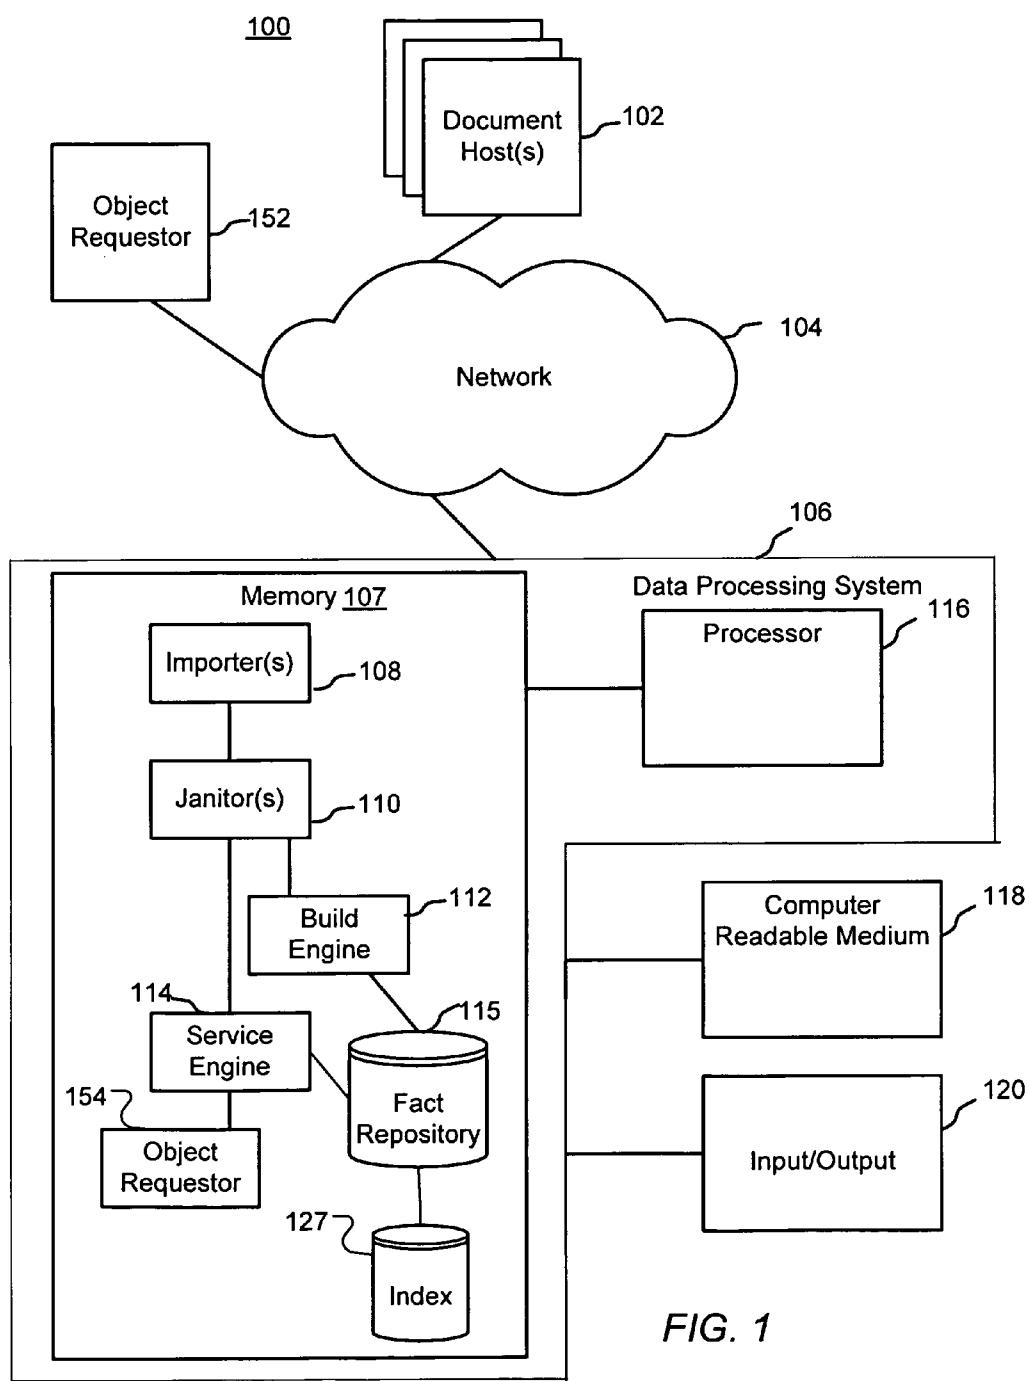 100
Document
Host(s)
102
Object
Requestor
152
104
Network
106
Memory 107
Data Processing System
Processor
116
Importer(s)
108
Janitor(s)
110
Build
Engine
112
Computer
Readable Medium
118
114
Service
Engine
115
Fact
Repository
154
Object
Requestor
Input/Output
120
127
Index
FIG. 1